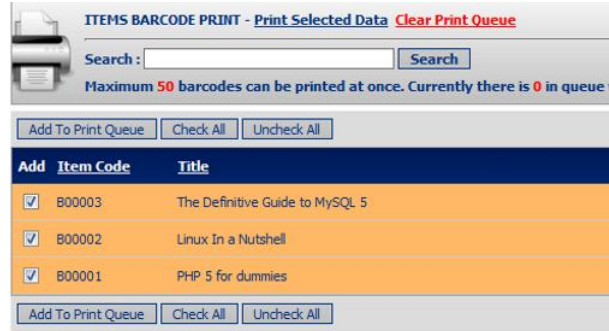 ITEMS BARCODE PRINT - Print Selected Data Clear Print Queue
Search : Search
Maximum 50 barcodes can be printed at once. Currently there is 0 in queue
Add To Print Queue Check All Uncheck All
Add Item Code Title
B00003 The Definitive Guide to MySQL 5
B00002 Linux In a Nutshell
B00001 PHP 5 for dummies
Add To Print Queue Check All Uncheck All